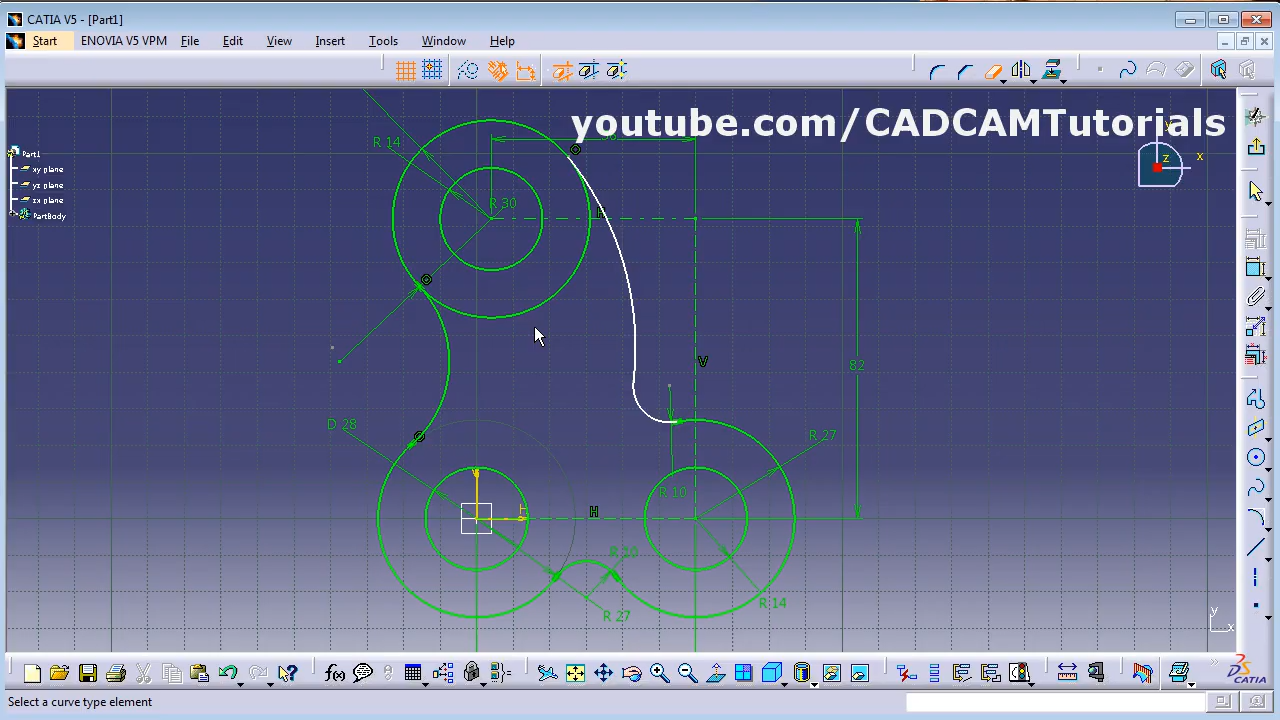 CATIA V5 - [Part1]
Start ENOVIA V5 VPM File Edit View Insert Tools Window Help
youtube.com/CADCAMTutorials
Part1
xy plane
yz plane
zx plane
PartBody
R 14
R 30
V
82
H
D 28
R 27
R 10
H
R 27
R 14
x
z
y
x
f(x)
CATIA
Select a curve type element